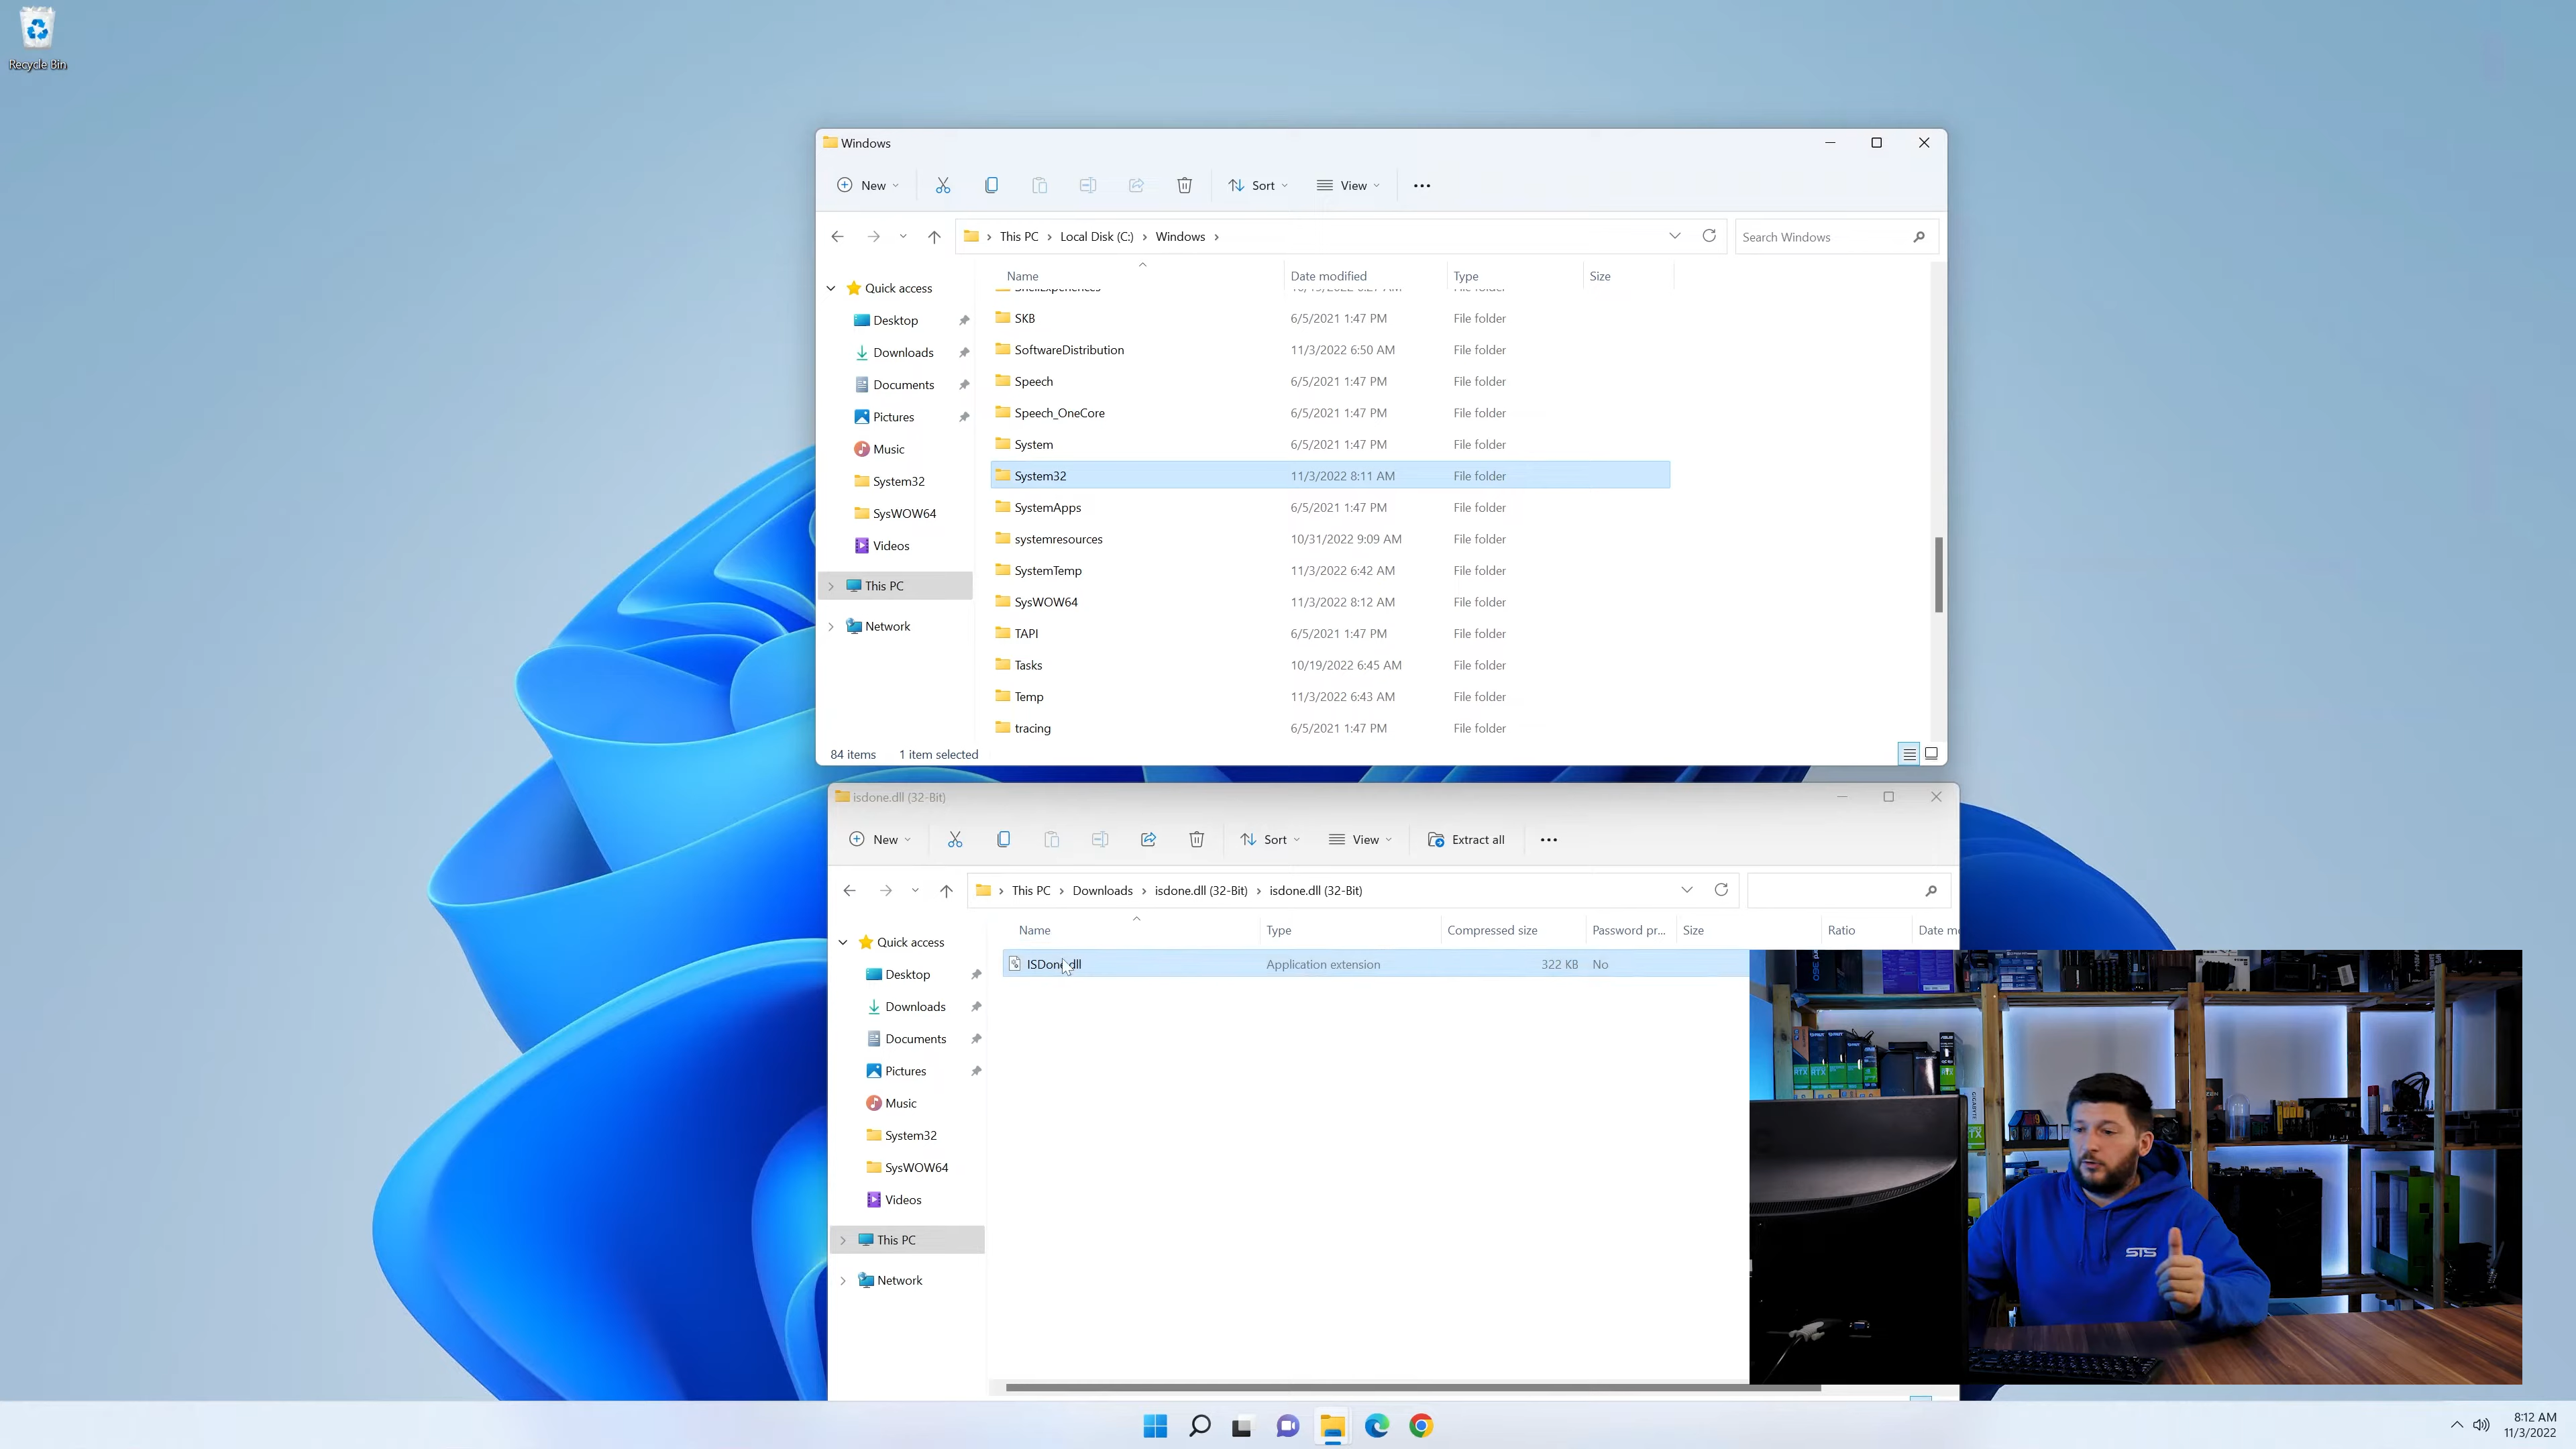 Recycle Bin
Windows
New
Sort
View
This PC
Local Disk (C:)
Windows
Search Windows
Name
Date modified
Type
Size
Quick access
Desktop
Downloads
Documents
Pictures
Music
System32
SysWOW64
Videos
This PC
Network
SKB 6/5/2021 1:47 PM File folder
SoftwareDistribution 11/3/2022 6:50 AM File folder
Speech 6/5/2021 1:47 PM File folder
Speech_OneCore 6/5/2021 1:47 PM File folder
System 6/5/2021 1:47 PM File folder
System32 11/3/2022 8:11 AM File folder
SystemApps 6/5/2021 1:47 PM File folder
systemresources 10/31/2022 9:09 AM File folder
SystemTemp 11/3/2022 6:42 AM File folder
SysWOW64 11/3/2022 8:12 AM File folder
TAPI 6/5/2021 1:47 PM File folder
Tasks 10/19/2022 6:45 AM File folder
Temp 11/3/2022 6:43 AM File folder
tracing 6/5/2021 1:47 PM File folder
84 items 1 item selected
isdone.dll (32-Bit)
New
Sort
View
Extract all
This PC
Downloads
isdone.dll (32-Bit)
isdone.dll (32-Bit)
Name
Type
Compressed size
Password pr...
Size
Ratio
Date
Quick access
Desktop
Downloads
Documents
Pictures
Music
System32
SysWOW64
Videos
This PC
Network
Application extension 322 KB No
STS
RTX
RTX
GIGABYTE
8:12 AM
11/3/2022